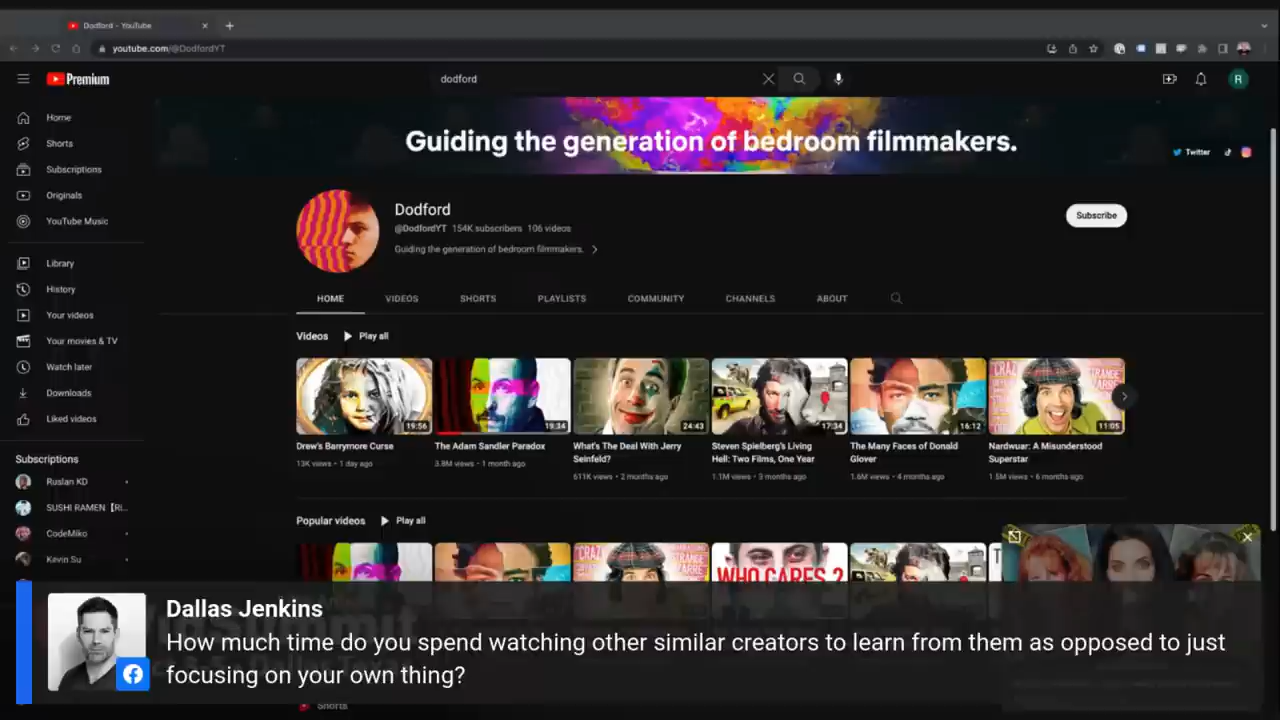 Dodford - YouTube
youtube.com/@DodfordYT
Premium
dodford
R
Home
Shorts
Subscriptions
Originals
YouTube Music
Library
History
Your videos
Your movies & TV
Watch later
Downloads
Liked videos
Subscriptions
Ruslan KD
SUSHI RAMEN【Ri...
CodeMiko
Kevin Su
Guiding the generation of bedroom filmmakers.
Twitter
Dodford
@DodfordYT 154K subscribers 106 videos
Guiding the generation of bedroom filmmakers.
Subscribe
HOME VIDEOS SHORTS PLAYLISTS COMMUNITY CHANNELS ABOUT
Videos Play all
19:56
19:34
24:43
17:34
16:12
11:05
Drew's Barrymore Curse
13K views • 1 day ago
The Adam Sandler Paradox
3.8M views • 1 month ago
What's The Deal With Jerry
Seinfeld?
611K views • 2 months ago
Steven Spielberg's Living
Hell: Two Films, One Year
1.1M views • 3 months ago
The Many Faces of Donald
Glover
1.6M views • 4 months ago
Nardwuar: A Misunderstood
Superstar
1.5M views • 6 months ago
Popular videos Play all
WHO CARES?
Dallas Jenkins
How much time do you spend watching other similar creators to learn from them as opposed to just
focusing on your own thing?
Shorts